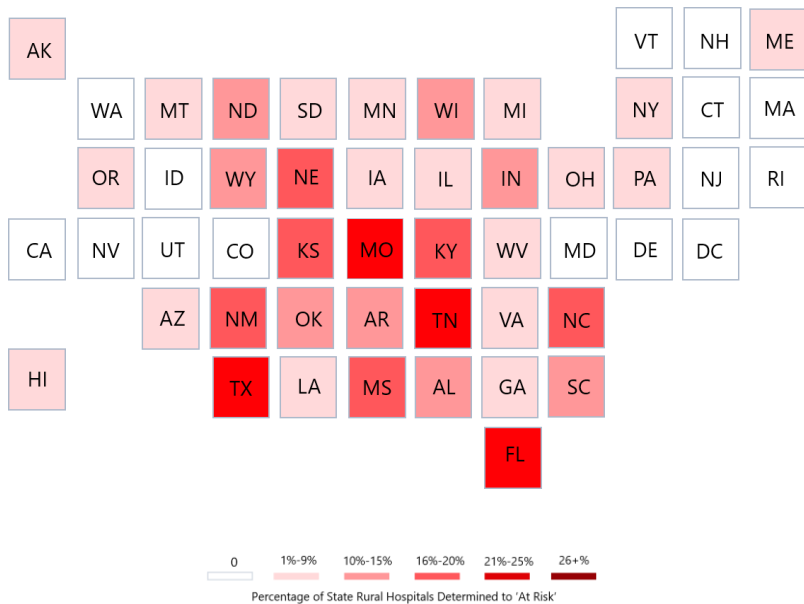 VT NH ME
AK
WA MT ND SD MN WI MI NY CT MA
OR ID WY NE IA IL IN OH PA NJ RI
CA NV UT CO KS MO KY WV MD DE DC
AZ NM OK AR TN VA NC
HI TX LA MS AL GA SC
FL
0 1%-9% 10%-15% 16%-20% 21%-25% 26+%
Percentage of State Rural Hospitals Determined to 'At Risk'